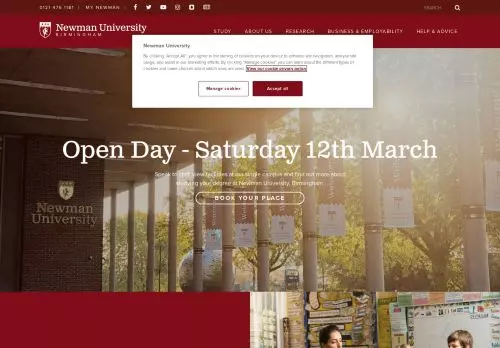 0121 476 1181 | MY NEWMAN
SEARCH
Newman University
BIRMINGHAM
STUDY ABOUT US RESEARCH BUSINESS & EMPLOYABILITY HELP & ADVICE
Newman University
By clicking "Accept All", you agree to the storing of cookies on your device to enhance site navigation, analyse site
usage, and assist in our marketing efforts. By clicking "Manage cookies" you can learn about the different types of
cookies and make choices about which ones are used. View our cookie privacy notice.
Manage cookies
Accept all
Open Day - Saturday 12th March
Speak to staff, view facilities at our single campus and find out more about
studying your degree at Newman University, Birmingham
BOOK YOUR PLACE
Newman
University